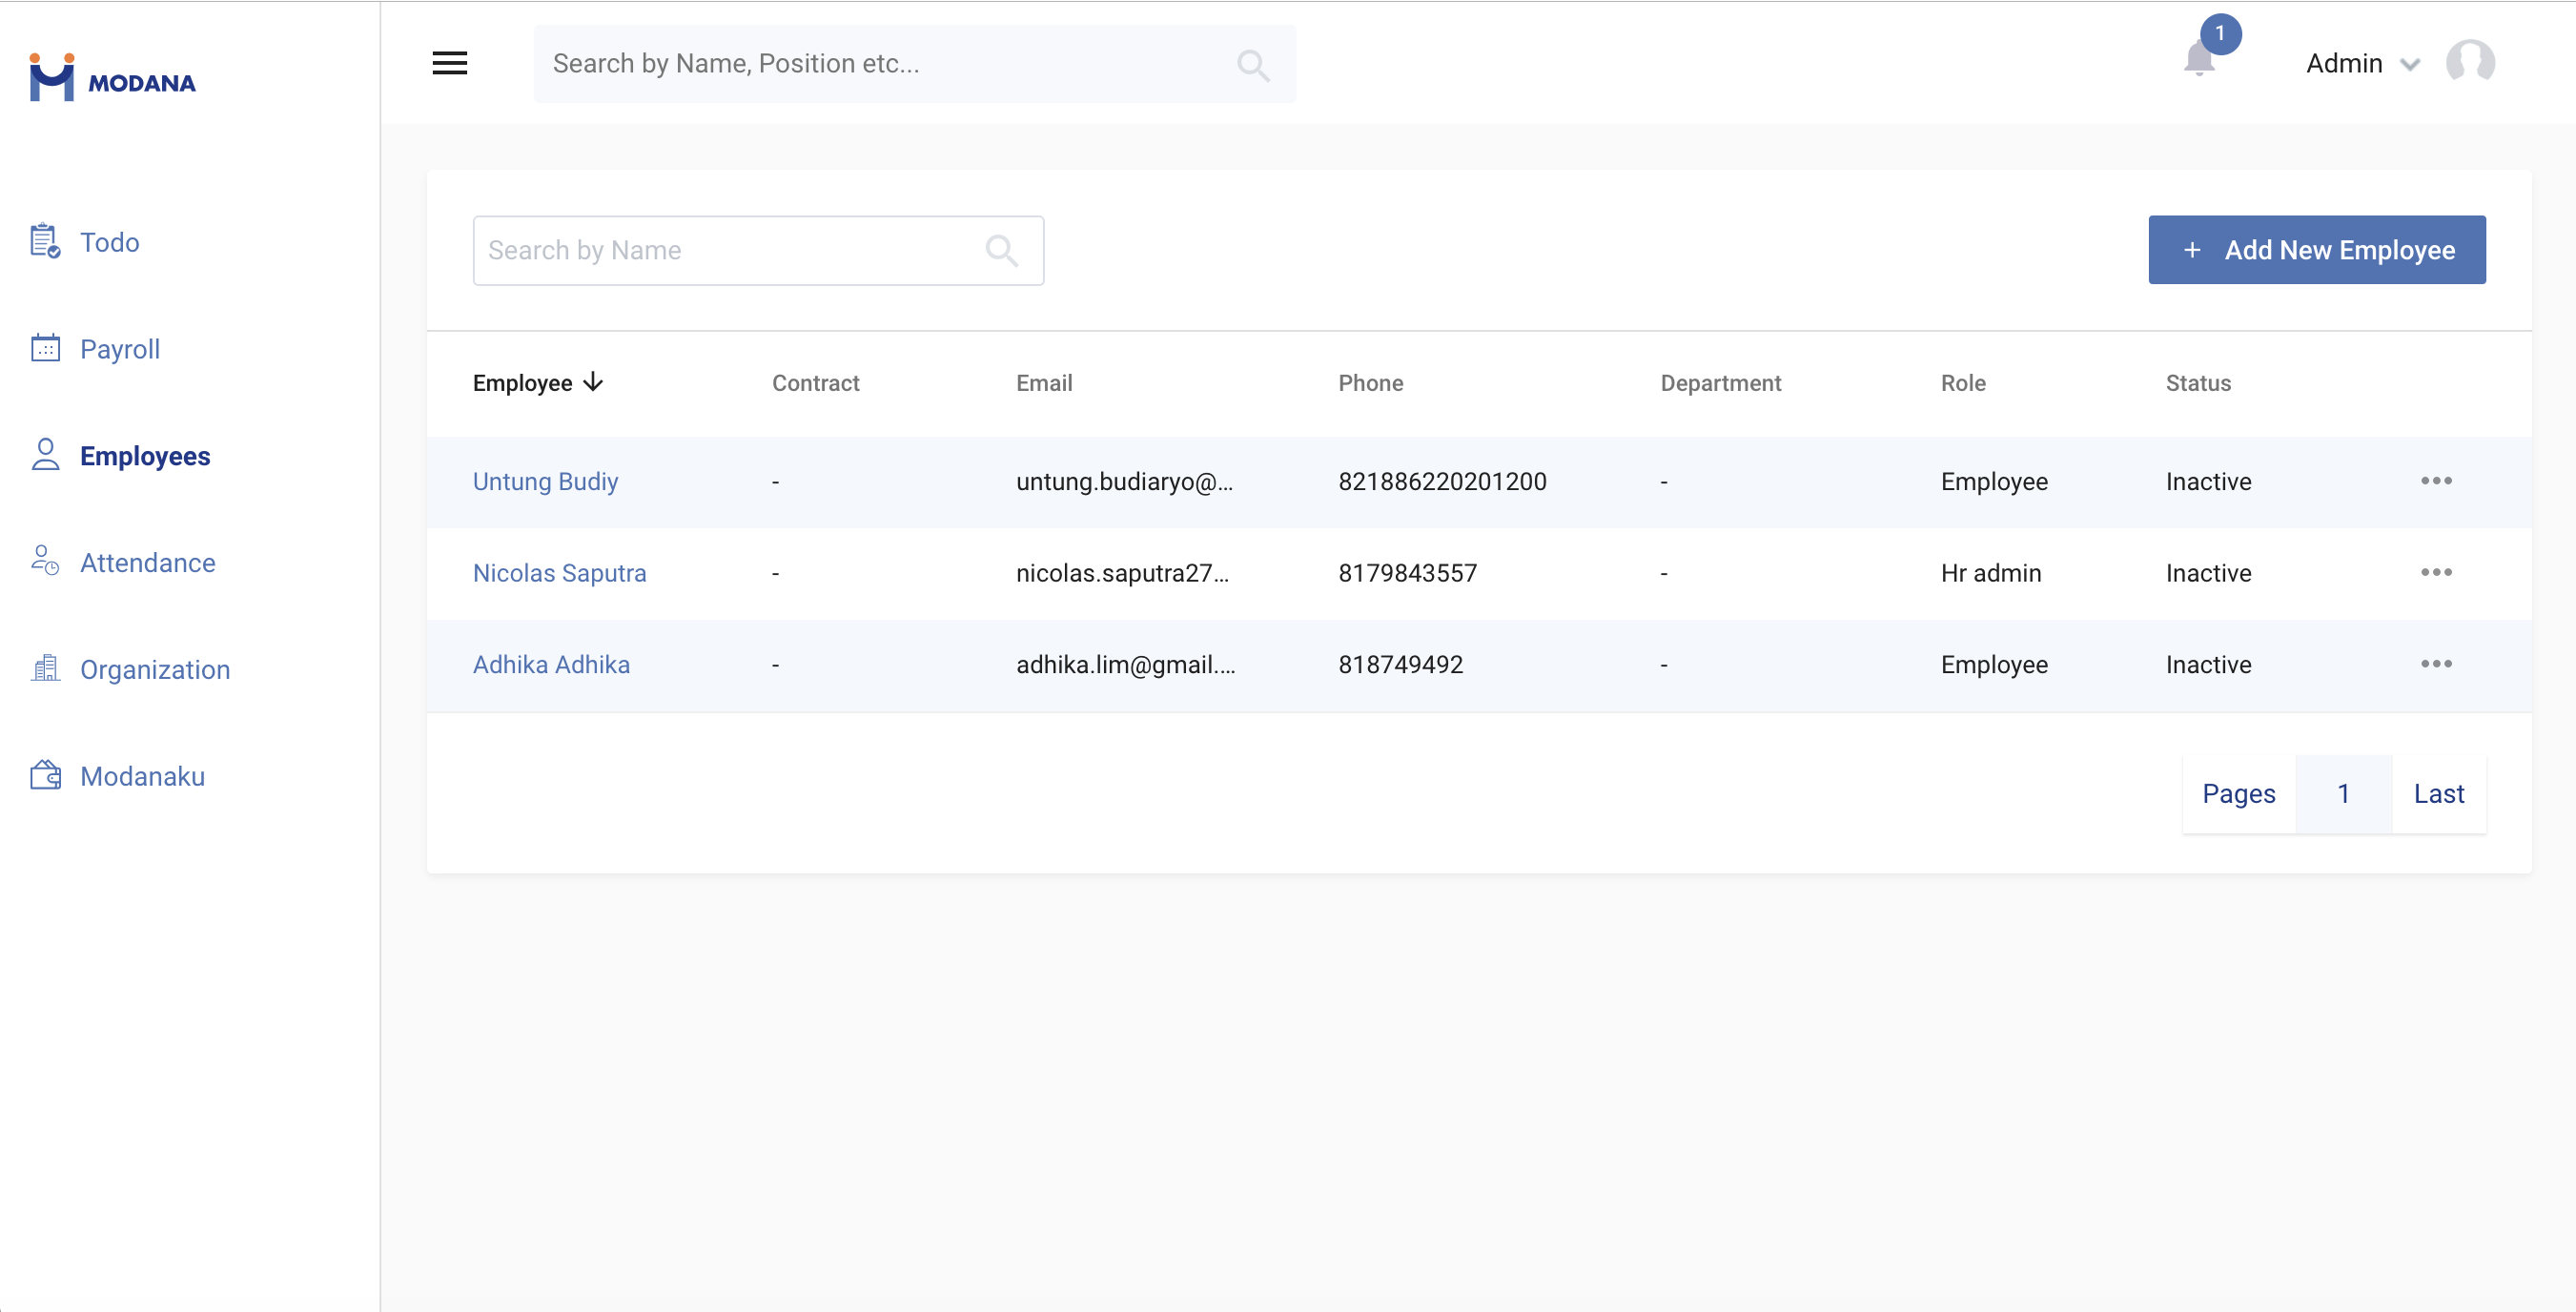 MODANA
Search by Name, Position etc...
1
Admin
Todo
Payroll
Employees
Attendance
Organization
Modanaku
Search by Name
+ Add New Employee
Employee Contract Email Phone Department Role Status
Untung Budiy - untung.budiaryo@... 821886220201200 - Employee Inactive
Nicolas Saputra - nicolas.saputra27... 8179843557 - Hr admin Inactive
Adhika Adhika - adhika.lim@gmail.... 818749492 - Employee Inactive
Pages 1 Last